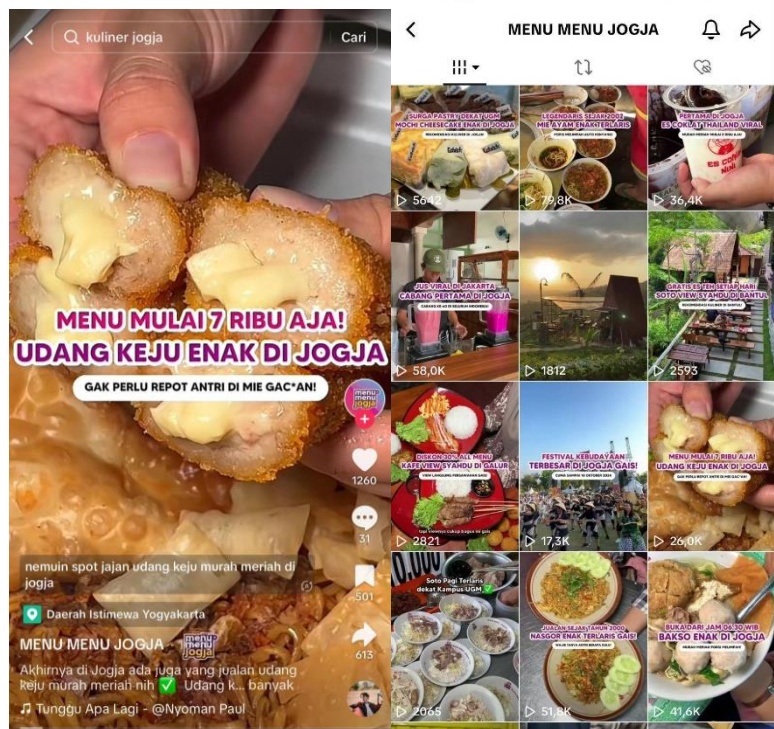 kuliner jogja
Cari
MENU MULAI 7 RIBU AJA!
UDANG KEJU ENAK DI JOGJA
GAK PERLU REPOT ANTRI DI MIE GAC*AN!
menu
menu
jogja
1260
31
501
613
nemuin spot jajan udang keju murah meriah di
jogja
Daerah Istimewa Yogyakarta
MENU MENU JOGJA
menu
menu
jogja
Akhirnya di Jogja ada juga yang jualan udang
keju murah meriah nih ✅ Udang k... banyak
Tunggu Apa Lagi - @Nyoman Paul
MENU MENU JOGJA
SURGA PASTRY DEKAT UGM
MOCHI CHEESECAKE ENAK DI JOGJA
5642
LEGENDARIS SEJAK 2002
MIE AYAM ENAK TERLARIS
79,8K
PERTAMA DI JOGJA
ES COKLAT THAILAND VIRAL
36,4K
JUS VIRAL DI JAKARTA
CABANG PERTAMA DI JOGJA
58,0K
1812
GRATIS ES TEH SETIAP HARI
SOTO VIEW SYAHDU DI BANTUL
2593
DISKON 30% ALL MENU
KAFE VIEW SYAHDU DI GALUR
2821
FESTIVAL KEBUDAYAAN
TERBESAR DI JOGJA GAIS!
17,3K
MENU MULAI 7 RIBU AJA!
UDANG KEJU ENAK DI JOGJA
GAK PERLU REPOT ANTRI DI MIE GAC*AN!
26,0K
0.000
Soto Pagi Terlaris
dekat Kampus UGM ✅
2065
JUALAN SEJAK TAHUN 2000
NASGOR ENAK TERLARIS GAIS!
51,8K
BUKA DARI JAM 06.30 WIB
BAKSO ENAK DI JOGJA
41,6K